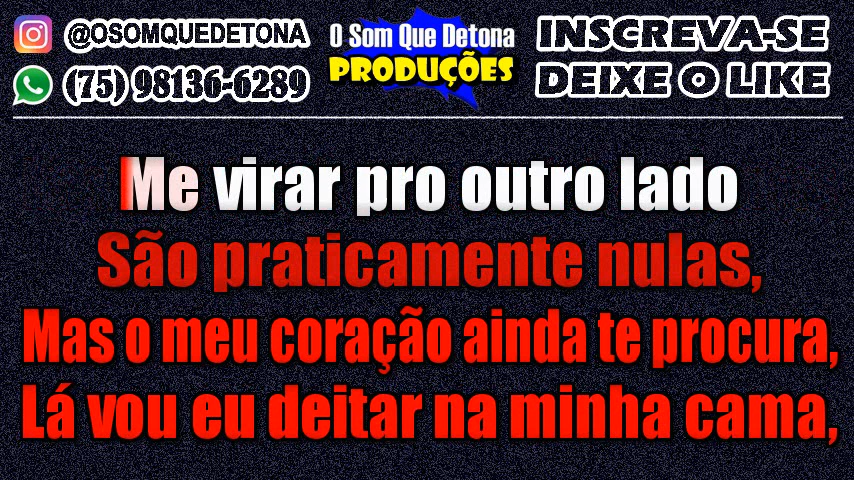 @OSOMQUEDETONA
(75) 98136-6289
O Som Que Detona
PRODUÇÕES
INSCREVA-SE
DEIXE O LIKE
Me virar pro outro lado
São praticamente nulas,
Mas o meu coração ainda te procura,
Lá vou eu deitar na minha cama,